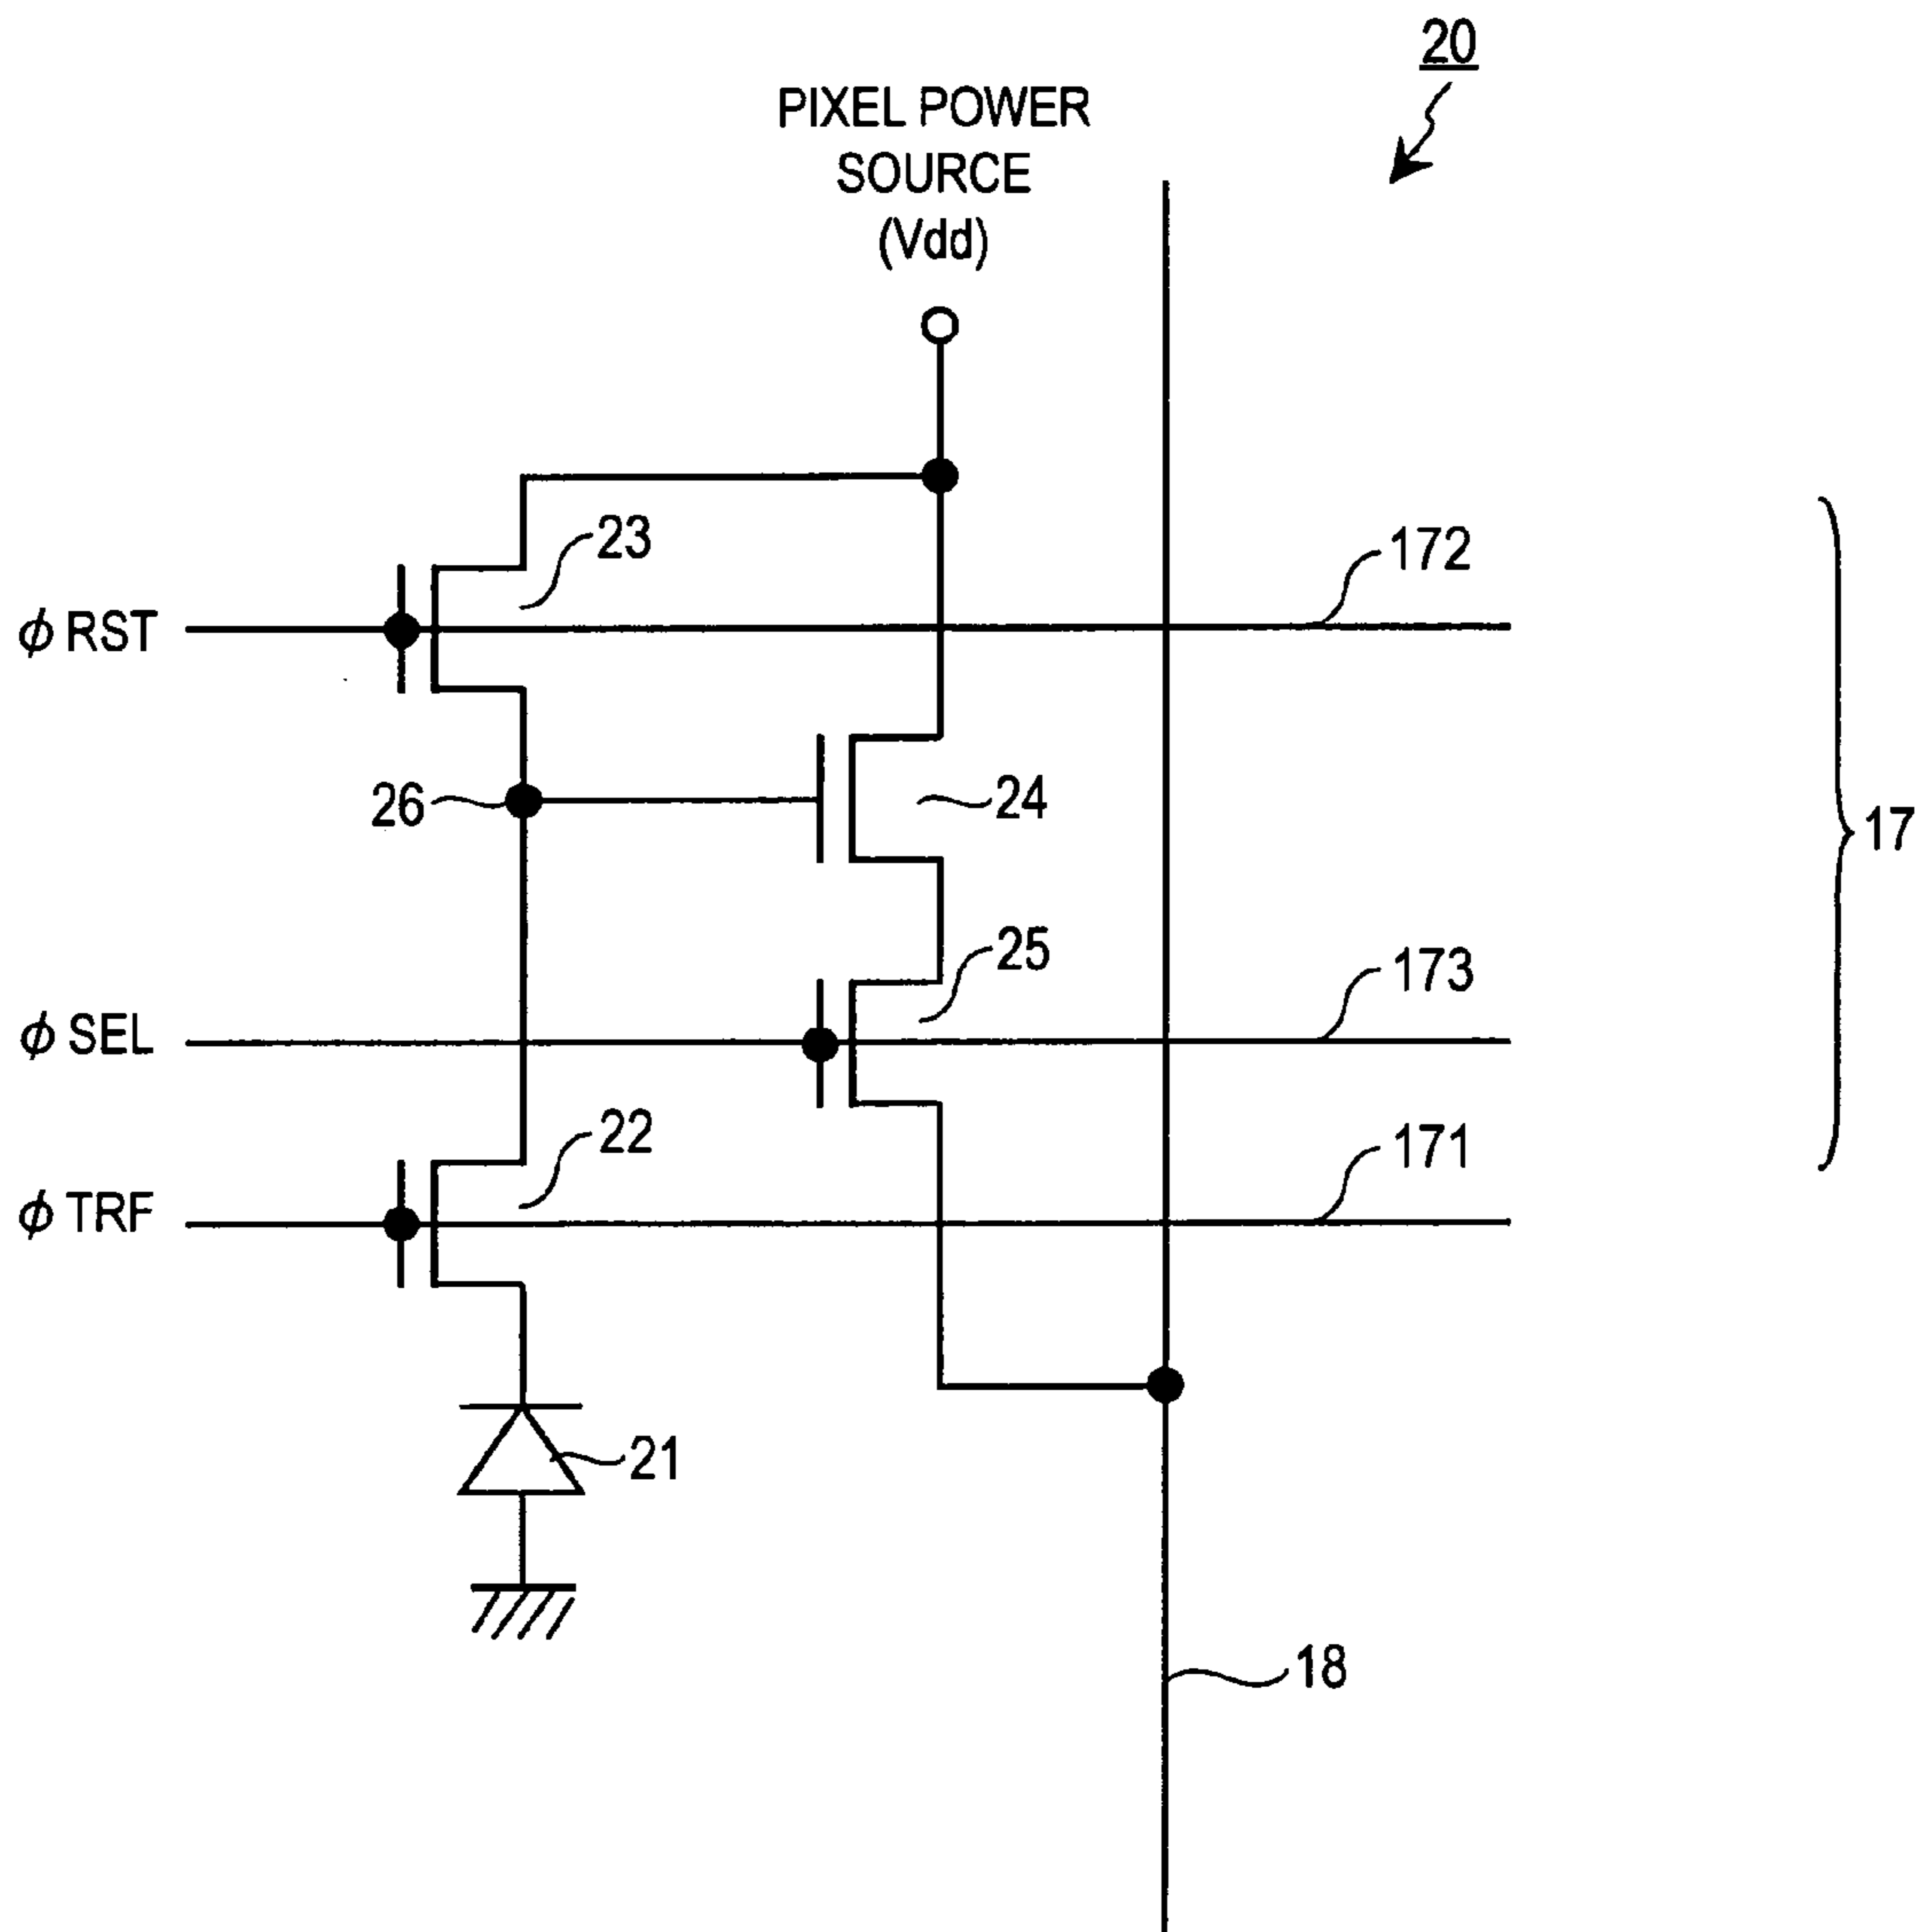 20
PIXEL POWER
SOURCE
(Vdd)
23
172
ϕ RST
26
24
17
25
173
ϕ SEL
22
171
ϕ TRF
21
18